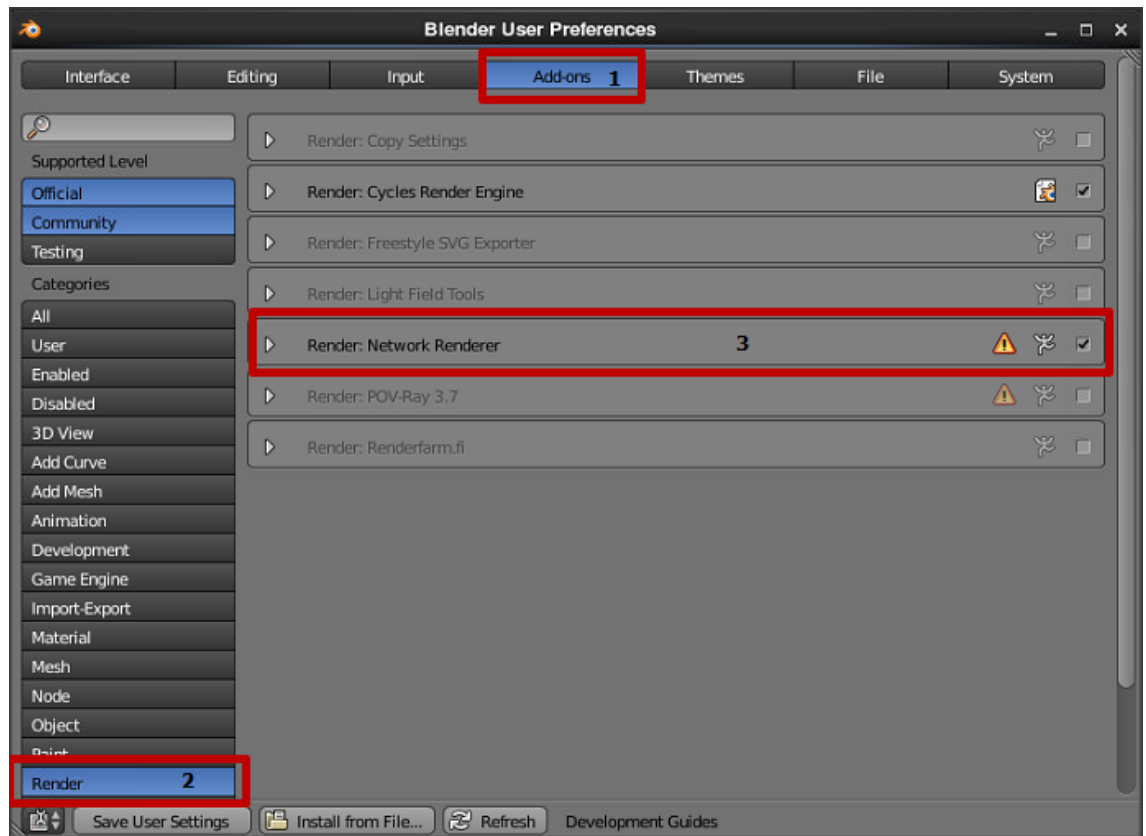 Blender User Preferences
Interface Editing Input Add-ons 1 Themes File System
Supported Level
Official
Community
Testing
Categories
All
User
Enabled
Disabled
3D View
Add Curve
Add Mesh
Animation
Development
Game Engine
Import-Export
Material
Mesh
Node
Object
Paint
Render 2
Render: Copy Settings
Render: Cycles Render Engine
Render: Freestyle SVG Exporter
Render: Light Field Tools
Render: Network Renderer 3
Render: POV-Ray 3.7
Render: Renderfarm.fi
Save User Settings Install from File... Refresh Development Guides